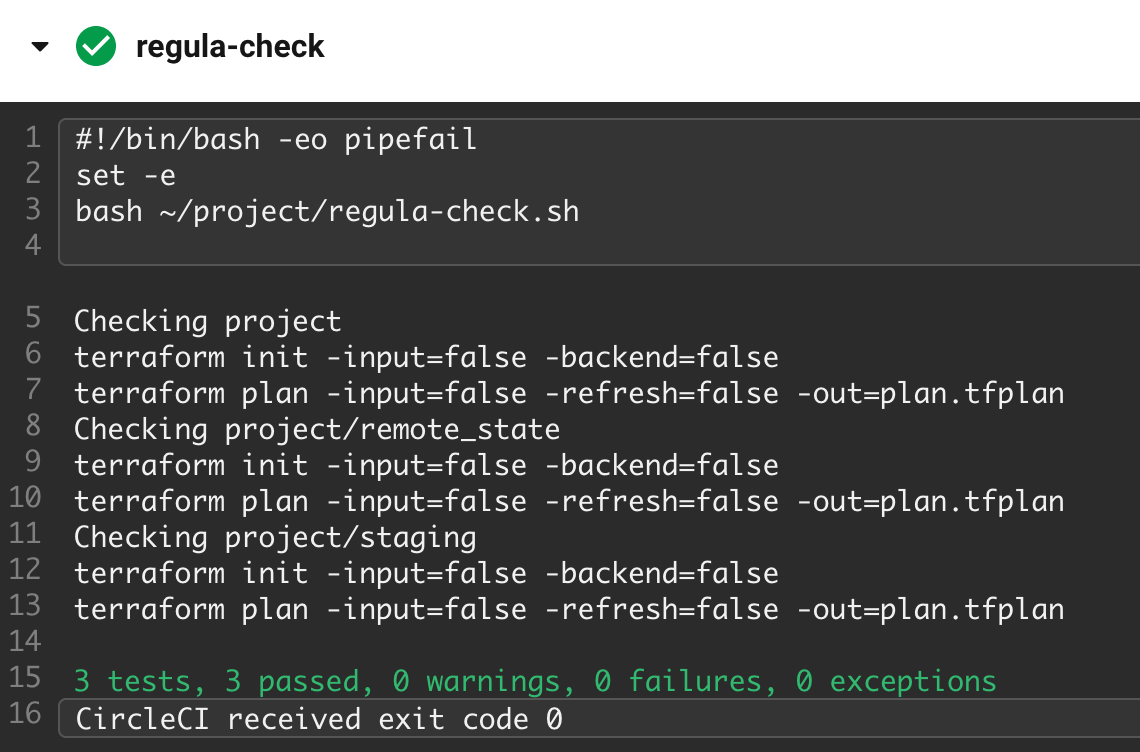 regula-check
1 #!/bin/bash -eo pipefail
2 set -e
3 bash ~/project/regula-check.sh
4
5 Checking project
6 terraform init -input=false -backend=false
7 terraform plan -input=false -refresh=false -out=plan.tfplan
8 Checking project/remote_state
9 terraform init -input=false -backend=false
10 terraform plan -input=false -refresh=false -out=plan.tfplan
11 Checking project/staging
12 terraform init -input=false -backend=false
13 terraform plan -input=false -refresh=false -out=plan.tfplan
14
15 3 tests, 3 passed, 0 warnings, 0 failures, 0 exceptions
16 CircleCI received exit code 0